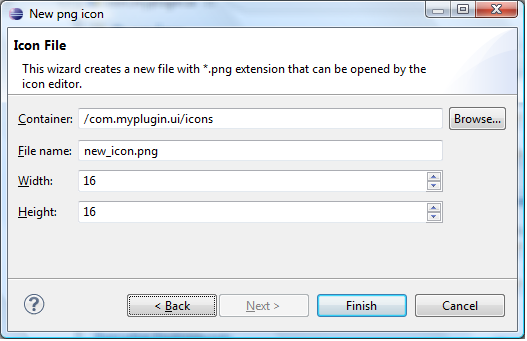 New png icon
Icon File
This wizard creates a new file with *.png extension that can be opened by the
icon editor.
Container: /com.myplugin.ui/icons Browse...
File name: new_icon.png
Width: 16
Height: 16
? < Back Next > Finish Cancel